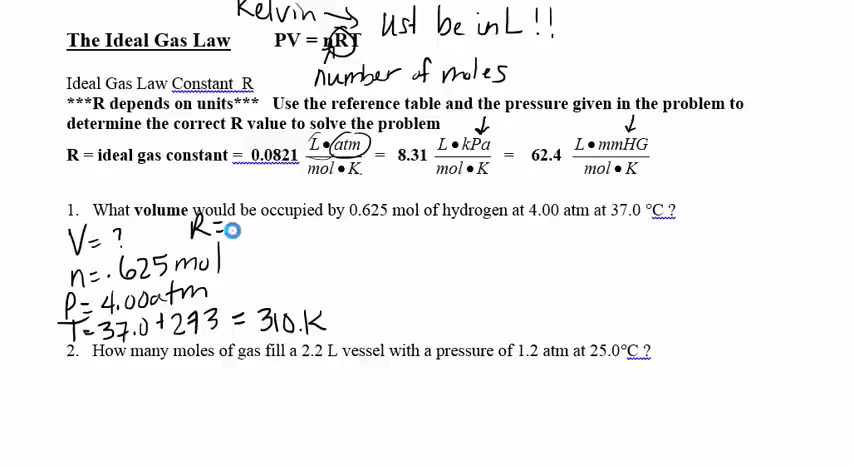 Kelvin → ust be in L !!
The Ideal Gas Law PV = nRT
number of moles
Ideal Gas Law Constant R
***R depends on units*** Use the reference table and the pressure given in the problem to
determine the correct R value to solve the problem
R = ideal gas constant = 0.0821 L•atm / mol•K = 8.31 L•kPa / mol•K = 62.4 L•mmHG / mol•K
1. What volume would be occupied by 0.625 mol of hydrogen at 4.00 atm at 37.0 °C ?
V= ? R=
n=.625 mol
P= 4.00atm
T=37.0+293 = 310.K
2. How many moles of gas fill a 2.2 L vessel with a pressure of 1.2 atm at 25.0°C ?